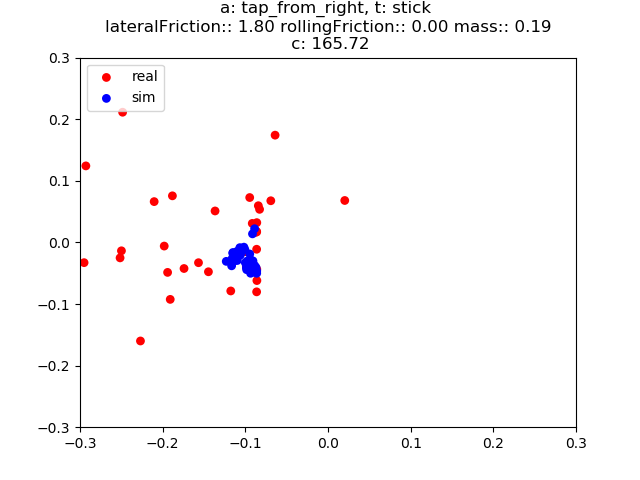 a: tap_from_right, t: stick
lateralFriction:: 1.80 rollingFriction:: 0.00 mass:: 0.19
c: 165.72
real
sim
0.3
0.2
0.1
0.0
−0.1
−0.2
−0.3
−0.3
−0.2
−0.1
0.0
0.1
0.2
0.3